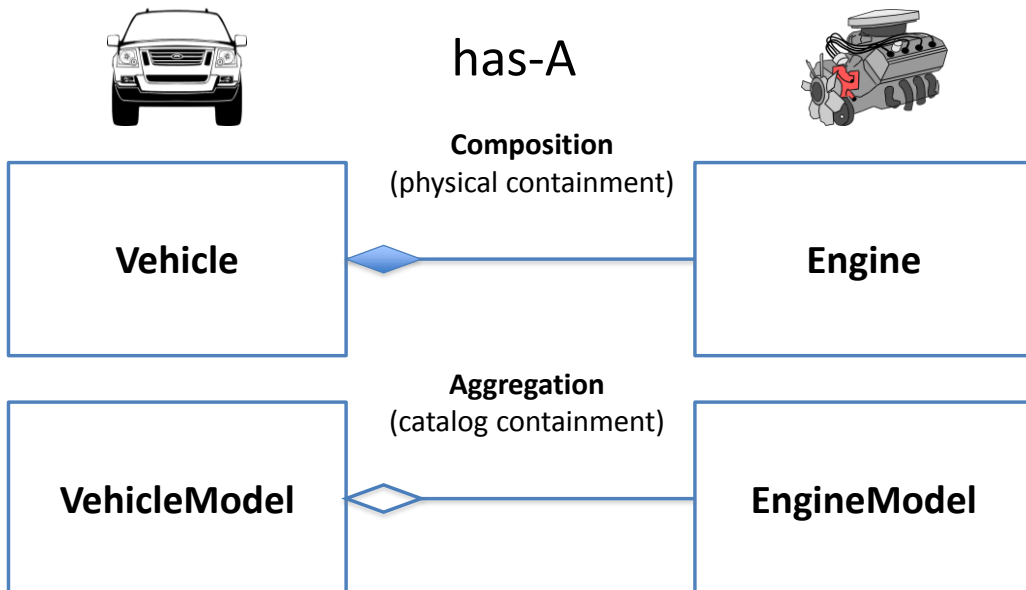 has-A
Composition
(physical containment)
Vehicle
Engine
Aggregation
(catalog containment)
VehicleModel
EngineModel